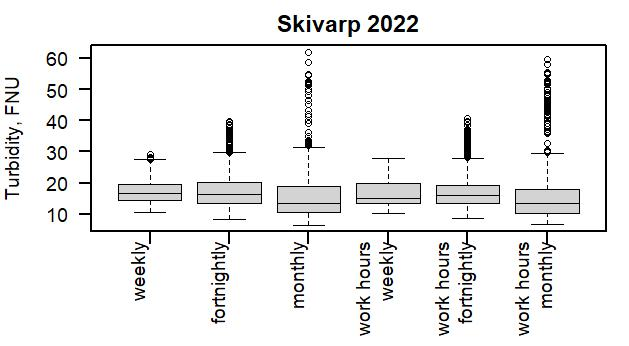 Skivarp 2022
Turbidity, FNU
60
50
40
30
20
10
weekly
fortnightly
monthly
work hours
weekly
work hours
fortnightly
work hours
monthly